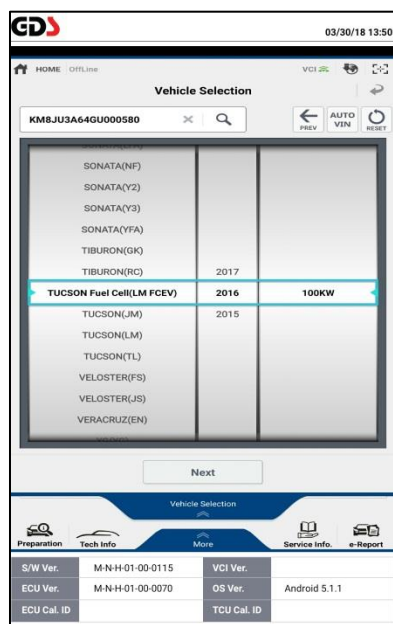 GDS
03/30/18 13:50
HOME OffLine VCI
Vehicle Selection
KM8JU3A64GU000580 × PREV AUTO VIN RESET
SONATA(NF)
SONATA(Y2)
SONATA(Y3)
SONATA(YFA)
TIBURON(GK)
TIBURON(RC) 2017
TUCSON Fuel Cell(LM FCEV) 2016 100KW
TUCSON(JM) 2015
TUCSON(LM)
TUCSON(TL)
VELOSTER(FS)
VELOSTER(JS)
VERACRUZ(EN)
Next
Vehicle Selection
Preparation Tech Info More Service Info. e-Report
S/W Ver. M-N-H-01-00-0115 VCI Ver.
ECU Ver. M-N-H-01-00-0070 OS Ver. Android 5.1.1
ECU Cal. ID TCU Cal. ID